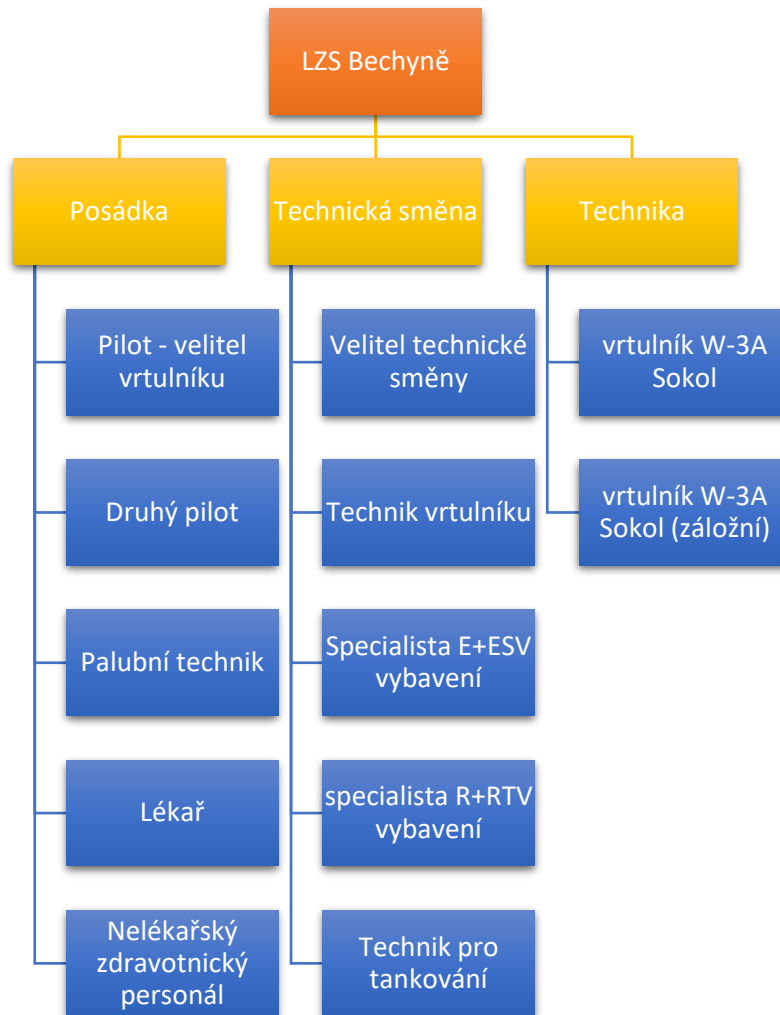 LZS Bechyně
Posádka
Technická směna
Technika
Pilot - velitel
vrtulníku
Druhý pilot
Palubní technik
Lékař
Nelékařský
zdravotnický
personál
Velitel technické
směny
Technik vrtulníku
Specialista E+ESV
vybavení
specialista R+RTV
vybavení
Technik pro
tankování
vrtulník W-3A
Sokol
vrtulník W-3A
Sokol (záložní)